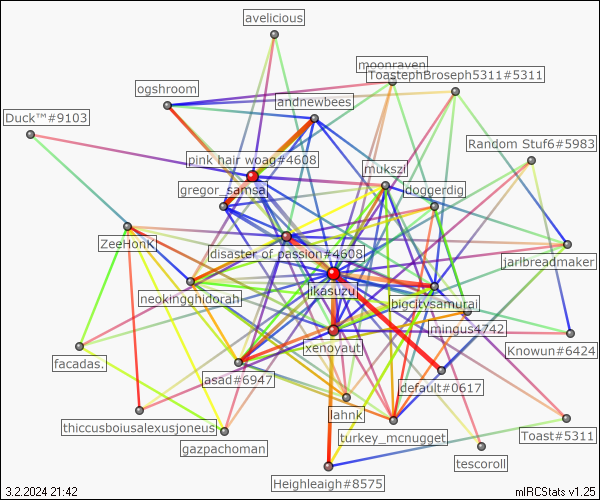 avelicious
moonraven
ToastephBroseph5311#5311
ogshroom
andnewbees
Duck™#9103
Random Stuf6#5983
pink hair woag#4608
mukszi
gregor_samsa
doggerdig
ZeeHonK
disaster of passion#4608
jarlbreadmaker
ikasuzu
neokingghidorah
bigcitysamurai
mingus4742
xenoyaut
Knowun#6424
facadas.
asad#6947
default#0617
lahnk
thiccusboiusalexusjoneus
turkey_mcnugget
Toast#5311
gazpachoman
tescoroll
Heighleaigh#8575
3.2.2024 21:42
mIRCStats v1.25